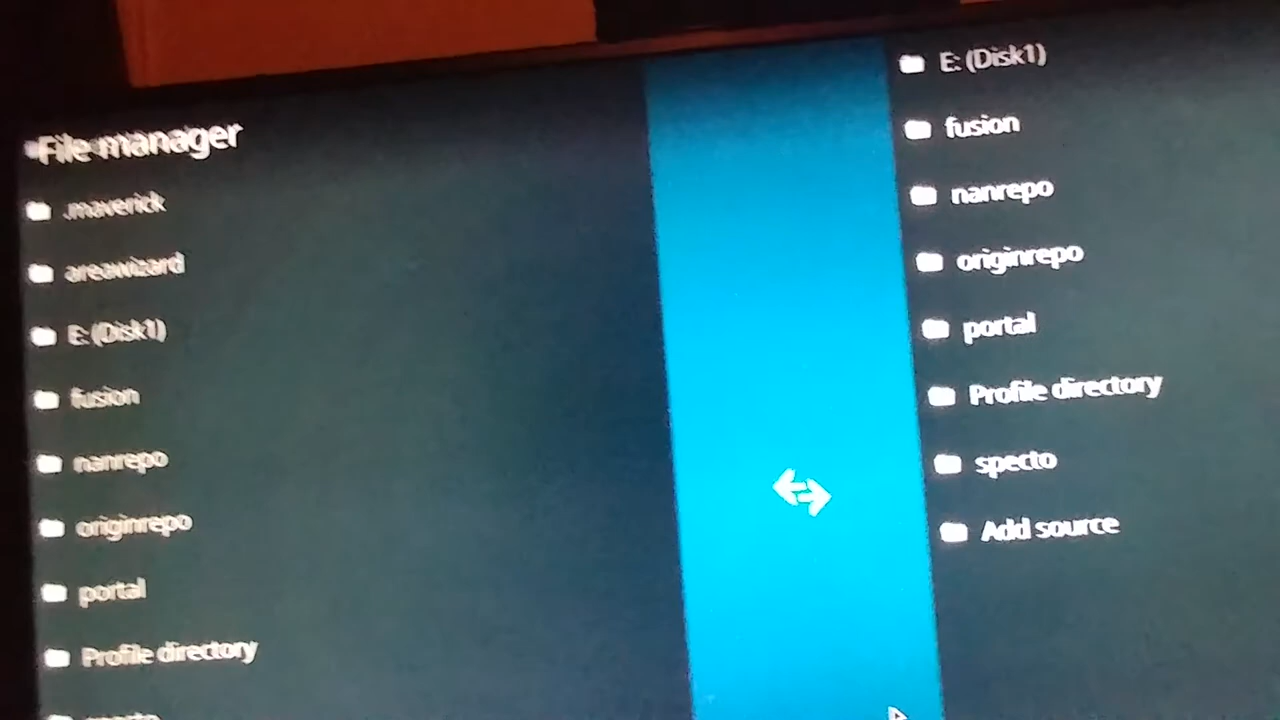 File manager
.maverick
areawizard
E: (Disk1)
fusion
nanrepo
originrepo
portal
Profile directory
E: (Disk1)
fusion
nanrepo
originrepo
portal
Profile directory
specto
Add source